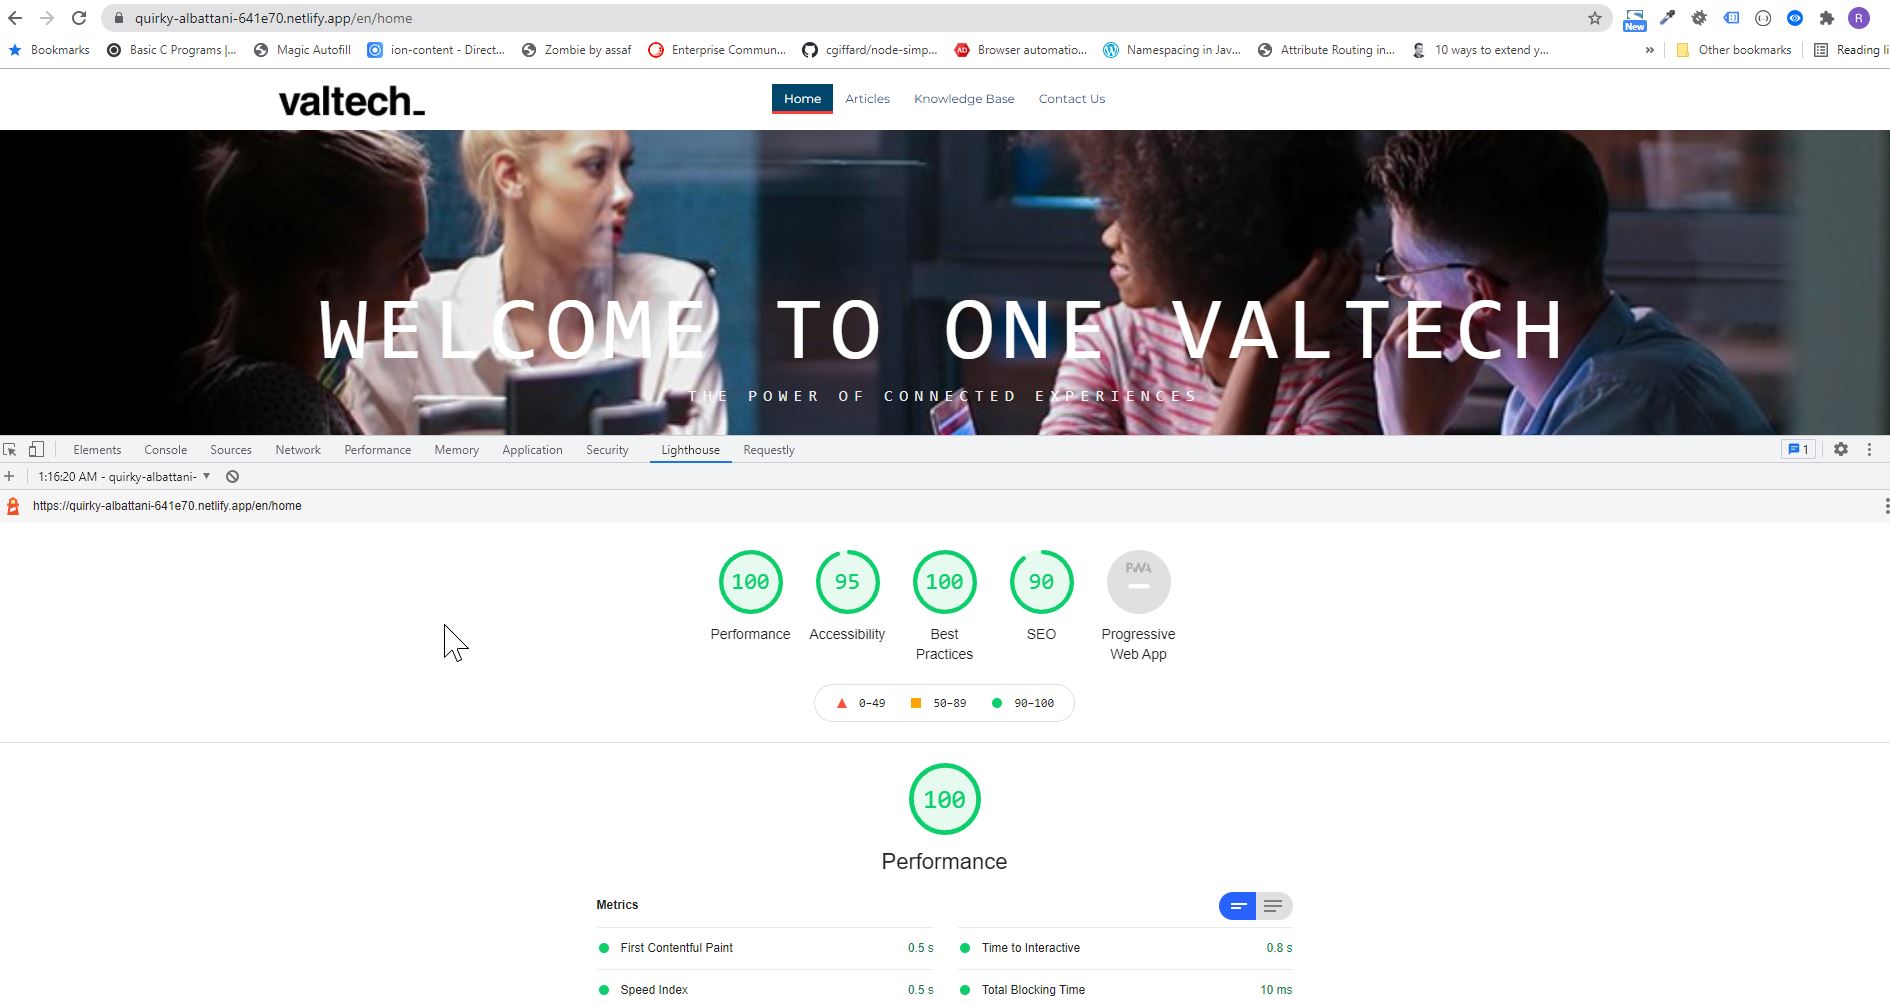 quirky-albattani-641e70.netlify.app/en/home
New
R
Bookmarks
Basic C Programs |...
Magic Autofill
ion-content - Direct...
Zombie by assaf
Enterprise Commun...
cgiffard/node-simp...
AD
Browser automatio...
Namespacing in Jav...
Attribute Routing in...
10 ways to extend y...
»
Other bookmarks
Reading li
valtech_
Home
Articles
Knowledge Base
Contact Us
WELCOME TO ONE VALTECH
THE POWER OF CONNECTED EXPERIENCES
Elements
Console
Sources
Network
Performance
Memory
Application
Security
Lighthouse
Requestly
1
1:16:20 AM - quirky-albattani-
https://quirky-albattani-641e70.netlify.app/en/home
100
95
100
90
PWA
Performance
Accessibility
Best
Practices
SEO
Progressive
Web App
0–49
50–89
90–100
100
Performance
Metrics
First Contentful Paint
0.5 s
Time to Interactive
0.8 s
Speed Index
0.5 s
Total Blocking Time
10 ms